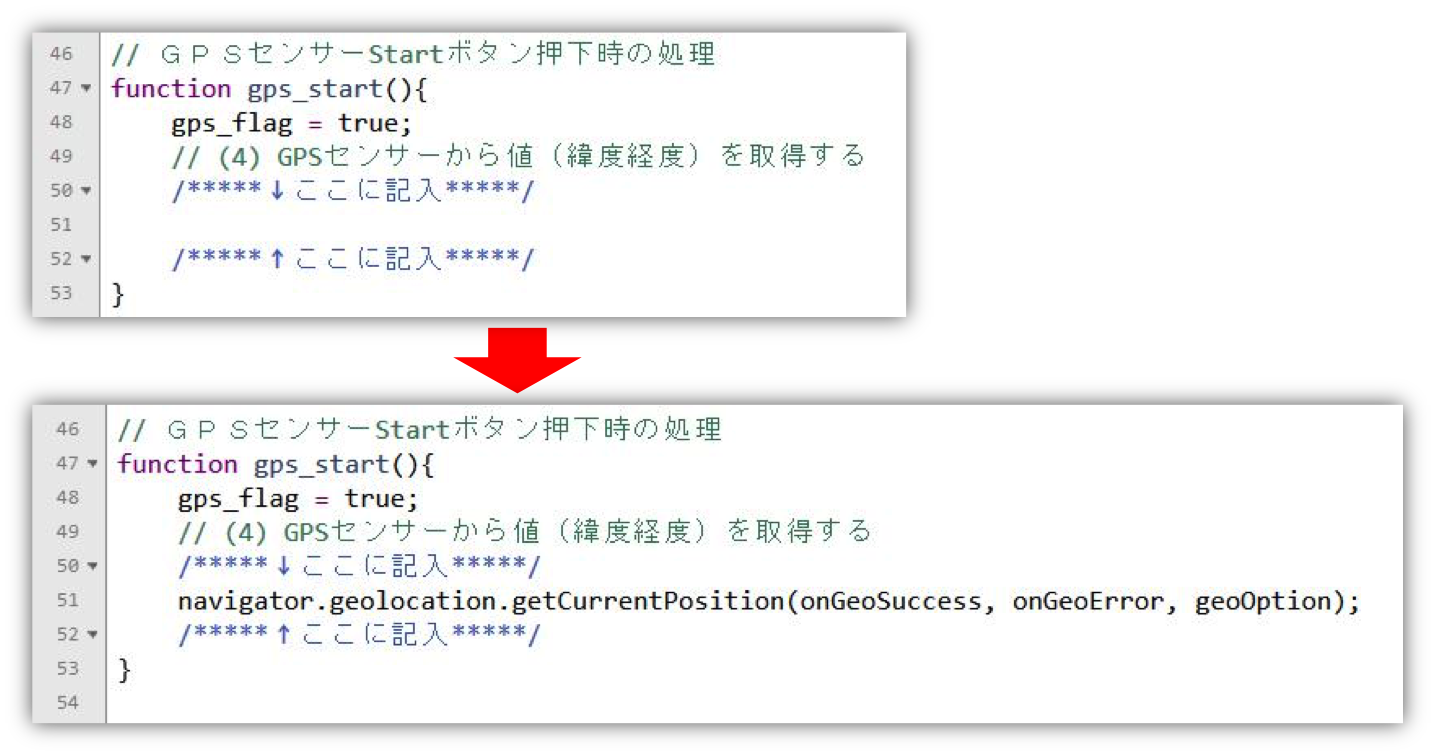 46 // ＧＰＳセンサーStartボタン押下時の処理
47 function gps_start(){
48 gps_flag = true;
49 // (4) GPSセンサーから値（緯度経度）を取得する
50 /*****↓ここに記入*****/
51
52 /*****↑ここに記入*****/
53 }
46 // ＧＰＳセンサーStartボタン押下時の処理
47 function gps_start(){
48 gps_flag = true;
49 // (4) GPSセンサーから値（緯度経度）を取得する
50 /*****↓ここに記入*****/
51 navigator.geolocation.getCurrentPosition(onGeoSuccess, onGeoError, geoOption);
52 /*****↑ここに記入*****/
53 }
54